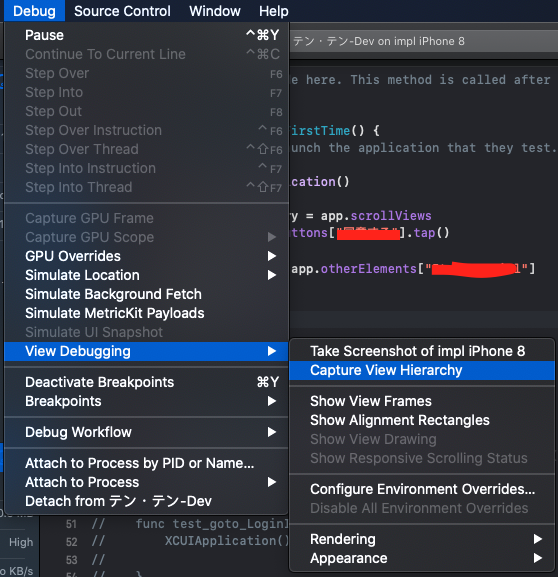 Debug Source Control Window Help
テン・テン-Dev on impl iPhone 8
Pause ^⌘Y
Continue To Current Line ^⌘C
Step Over F6
Step Into F7
Step Out F8
Step Over Instruction ^F6
Step Over Thread ^⇧F6
Step Into Instruction ^F7
Step Into Thread ^⇧F7
Capture GPU Frame
Capture GPU Scope
GPU Overrides
Simulate Location
Simulate Background Fetch
Simulate MetricKit Payloads
Simulate UI Snapshot
View Debugging
Deactivate Breakpoints ⌘Y
Breakpoints
Debug Workflow
Attach to Process by PID or Name...
Attach to Process
Detach from テン・テン-Dev
e here. This method is called after
irstTime() {
unch the application that they test.
cation()
y = app.scrollViews
ttons[" "].tap()
app.otherElements[" l"]
Take Screenshot of impl iPhone 8
Capture View Hierarchy
Show View Frames
Show Alignment Rectangles
Show View Drawing
Show Responsive Scrolling Status
Configure Environment Overrides...
Disable All Environment Overrides
Rendering
Appearance
High
o KB/s
51 // func test_goto_Login
52 // XCUIApplication()
53 //
54 // }